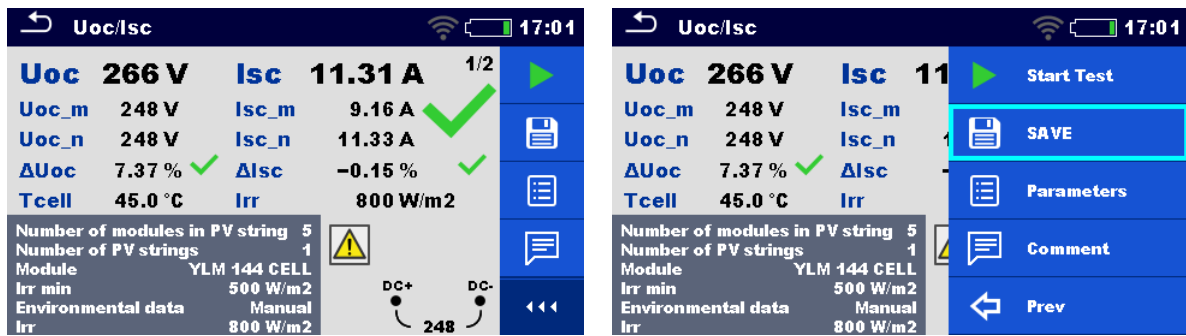 Uoc/Isc 17:01
Uoc 266 V Isc 11.31 A 1/2
Uoc_m 248 V Isc_m 9.16 A
Uoc_n 248 V Isc_n 11.33 A
ΔUoc 7.37 % ΔIsc −0.15 %
Tcell 45.0 °C Irr 800 W/m2
Number of modules in PV string 5
Number of PV strings 1
Module YLM 144 CELL
Irr min 500 W/m2
Environmental data Manual
Irr 800 W/m2
DC+ DC-
248
Uoc/Isc 17:01
Uoc 266 V Isc 11
Uoc_m 248 V Isc_m
Uoc_n 248 V Isc_n 1
ΔUoc 7.37 % ΔIsc -
Tcell 45.0 °C Irr
Number of modules in PV string 5
Number of PV strings 1
Module YLM 144 CELL
Irr min 500 W/m2
Environmental data Manual
Irr 800 W/m2
Start Test
SAVE
Parameters
Comment
Prev